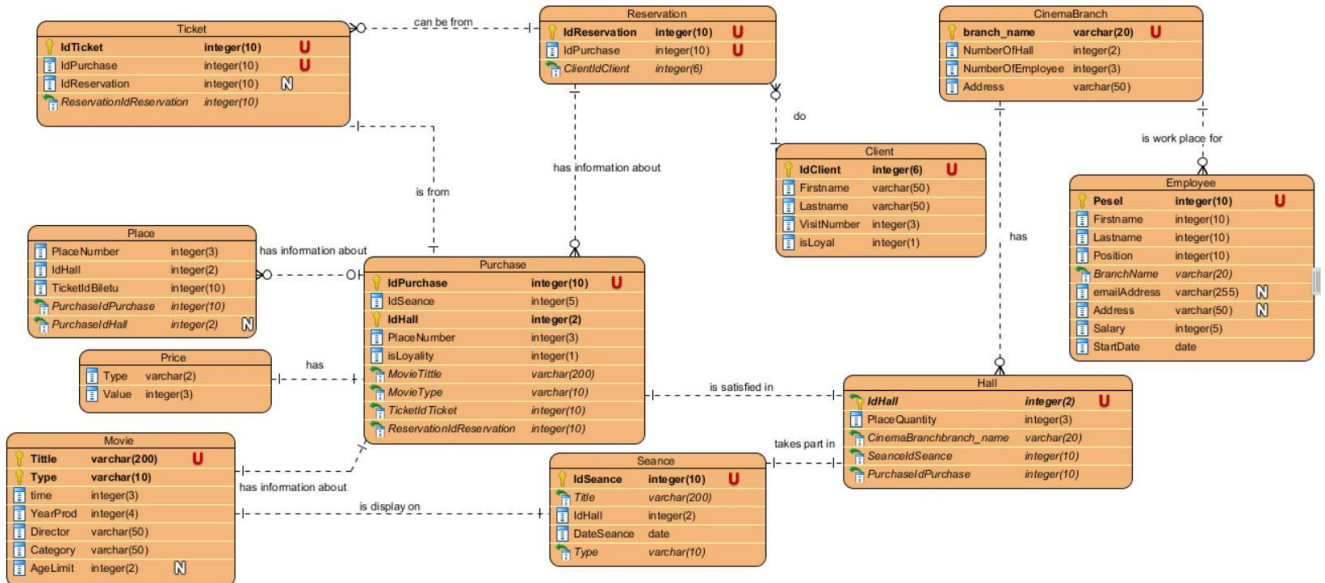 Ticket
IdTicket integer(10) U
IdPurchase integer(10) U
IdReservation integer(10) N
ReservationIdReservation integer(10)
can be from
Reservation
IdReservation integer(10) U
IdPurchase integer(10) U
ClientIdClient integer(6)
CinemaBranch
branch_name varchar(20) U
NumberOfHall integer(2)
NumberOfEmployee integer(3)
Address varchar(50)
do
is work place for
Client
IdClient integer(6) U
Firstname varchar(50)
Lastname varchar(50)
VisitNumber integer(3)
isLoyal integer(1)
has information about
is from
Employee
Pesel integer(10) U
Firstname integer(10)
Lastname integer(10)
Position integer(10)
BranchName varchar(20)
emailAddress varchar(255) N
Address varchar(50) N
Salary integer(5)
StartDate date
has
Place
PlaceNumber integer(3)
IdHall integer(2)
TicketIdBiletu integer(10)
PurchaseIdPurchase integer(10)
PurchaseIdHall integer(2) N
has information about
Purchase
IdPurchase integer(10) U
IdSeance integer(5)
IdHall integer(2)
PlaceNumber integer(3)
isLoyality integer(1)
MovieTittle varchar(200)
MovieType varchar(10)
TicketIdTicket integer(10)
ReservationIdReservation integer(10)
Price
Type varchar(2)
Value integer(3)
has
is satisfied in
Hall
IdHall integer(2) U
PlaceQuantity integer(3)
CinemaBranchbranch_name varchar(20)
SeanceIdSeance integer(10)
PurchaseIdPurchase integer(10)
takes part in
Movie
Tittle varchar(200) U
Type varchar(10)
time integer(3)
YearProd integer(4)
Director varchar(50)
Category varchar(50)
AgeLimit integer(2) N
has information about
is display on
Seance
IdSeance integer(10) U
Title varchar(200)
IdHall integer(2)
DateSeance date
Type varchar(10)